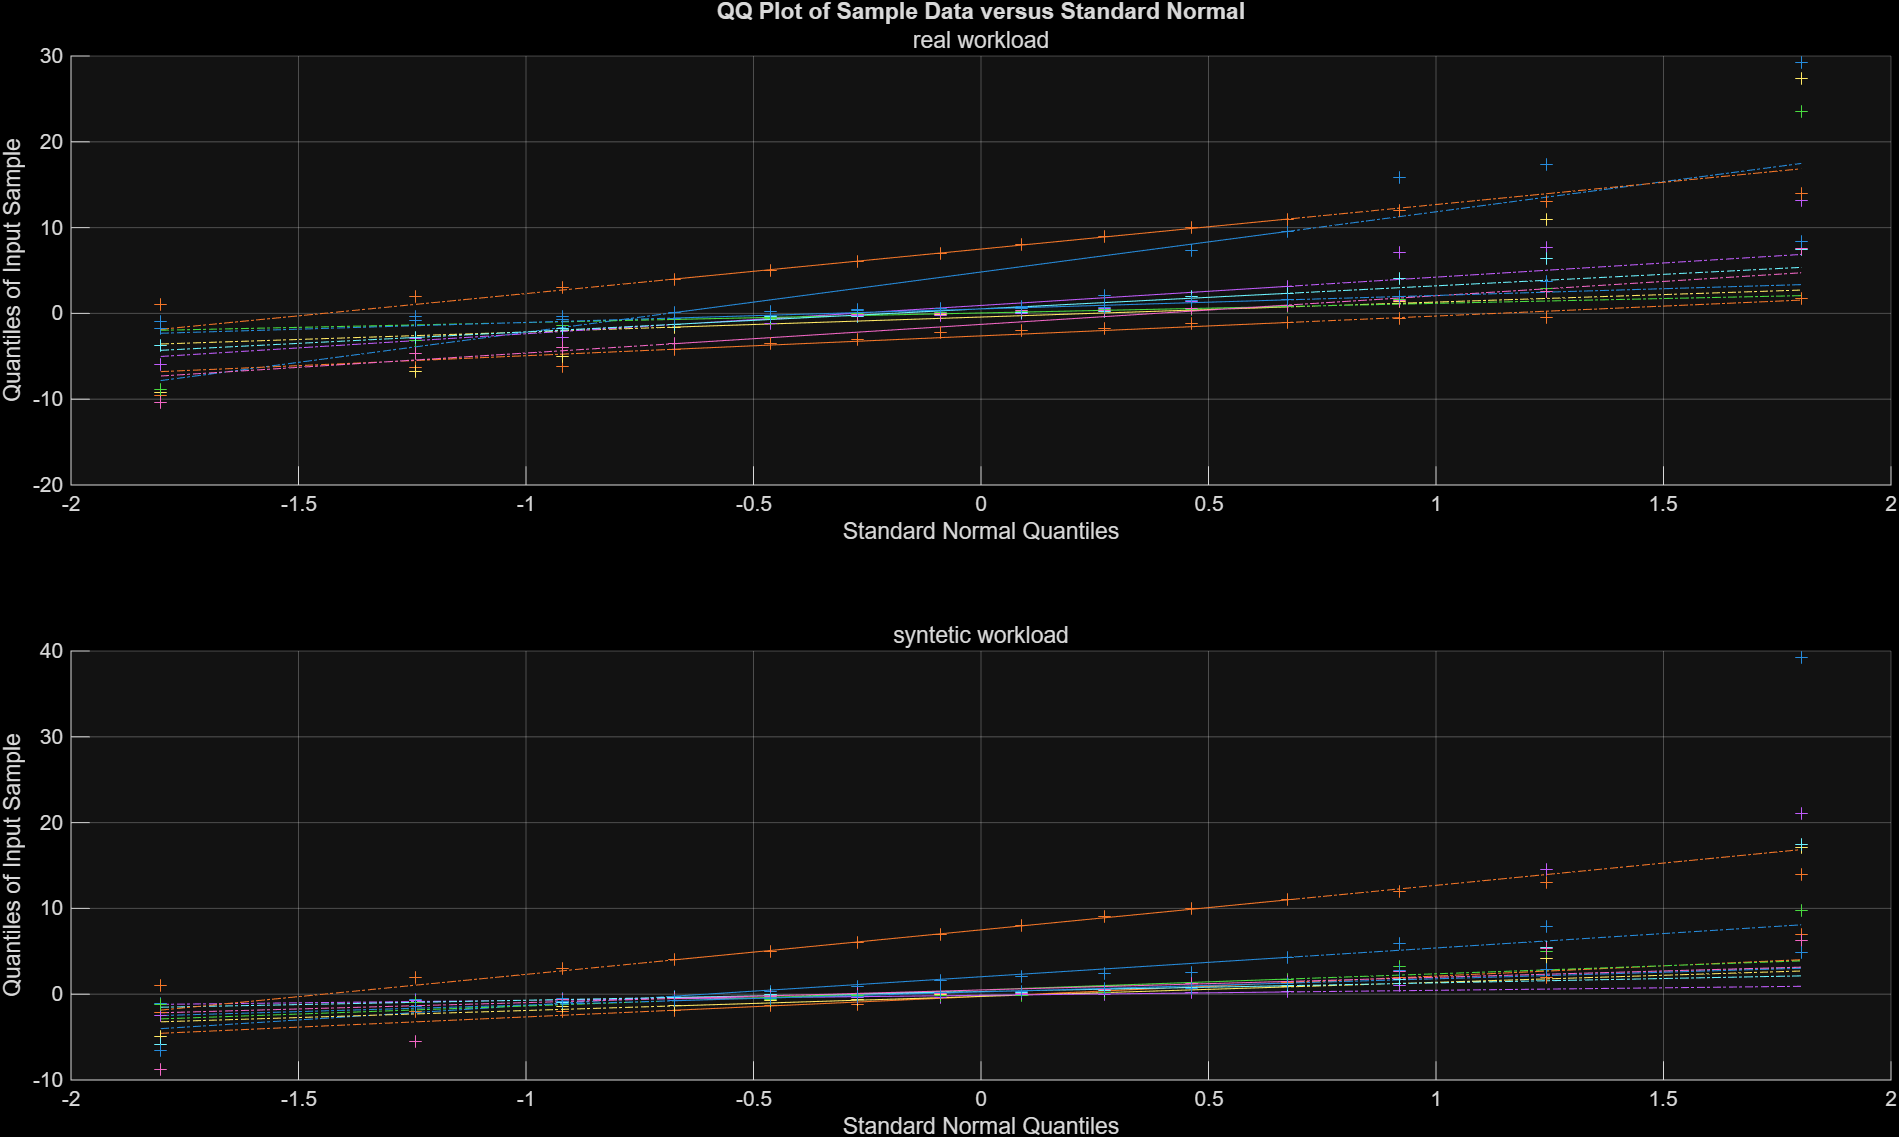 QQ Plot of Sample Data versus Standard Normal
real workload
30
20
10
0
-10
-20
Quantiles of Input Sample
-2 -1.5 -1 -0.5 0 0.5 1 1.5 2
Standard Normal Quantiles
syntetic workload
40
30
20
10
0
-10
Quantiles of Input Sample
-2 -1.5 -1 -0.5 0 0.5 1 1.5 2
Standard Normal Quantiles